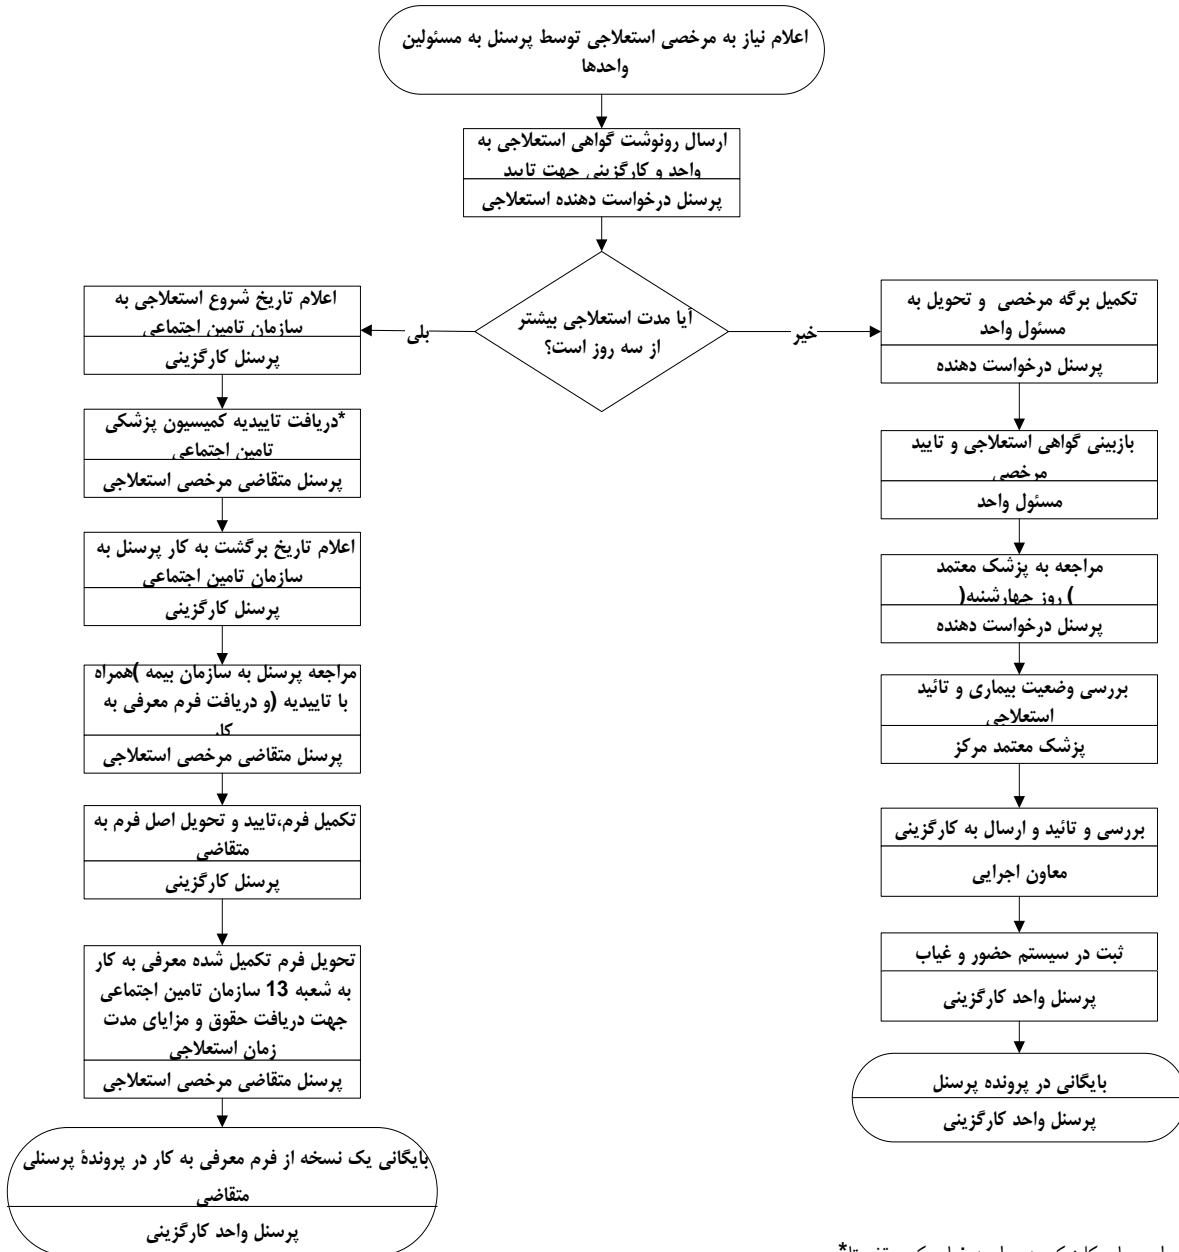 اعلام نیاز به مرخصی استعلاجی توسط پرسنل به مسئولین
واحدها
ارسال رونوشت گواهی استعلاجی به
واحد و کارگزینی جهت تایید
پرسنل درخواست دهنده استعلاجی
آیا مدت استعلاجی بیشتر
از سه روز است؟
خیر
بلی
تکمیل برگه مرخصی و تحویل به
مسئول واحد
پرسنل درخواست دهنده
بازبینی گواهی استعلاجی و تایید
مرخصی
مسئول واحد
مراجعه به پزشک معتمد
) روز چهارشنبه(
پرسنل درخواست دهنده
بررسی وضعیت بیماری و تائید
استعلاجی
پزشک معتمد مرکز
بررسی و تائید و ارسال به کارگزینی
معاون اجرایی
ثبت در سیستم حضور و غیاب
پرسنل واحد کارگزینی
بایگانی در پرونده پرسنل
پرسنل واحد کارگزینی
اعلام تاریخ شروع استعلاجی به
سازمان تامین اجتماعی
پرسنل کارگزینی
*دریافت تاییدیه کمیسیون پزشکی
تامین اجتماعی
پرسنل متقاضی مرخصی استعلاجی
اعلام تاریخ برگشت به کار پرسنل به
سازمان تامین اجتماعی
پرسنل کارگزینی
مراجعه پرسنل به سازمان بیمه )همراه
با تاییدیه (و دریافت فرم معرفی به
کار
پرسنل متقاضی مرخصی استعلاجی
تکمیل فرم،تایید و تحویل اصل فرم به
متقاضی
پرسنل کارگزینی
تحویل فرم تکمیل شده معرفی به کار
به شعبه 13 سازمان تامین اجتماعی
جهت دریافت حقوق و مزایای مدت
زمان استعلاجی
پرسنل متقاضی مرخصی استعلاجی
بایگانی یک نسخه از فرم معرفی به کار در پروندۀ پرسنلی
متقاضی
پرسنل واحد کارگزینی